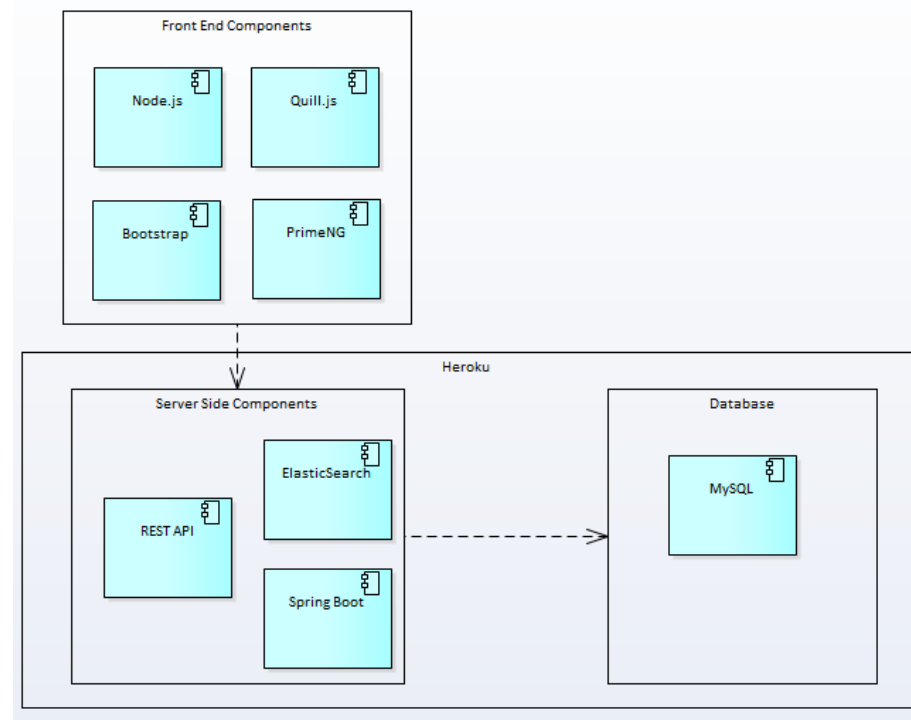 Front End Components
Node.js
Quill.js
Bootstrap
PrimeNG
Heroku
Server Side Components
Database
ElasticSearch
MySQL
REST API
Spring Boot